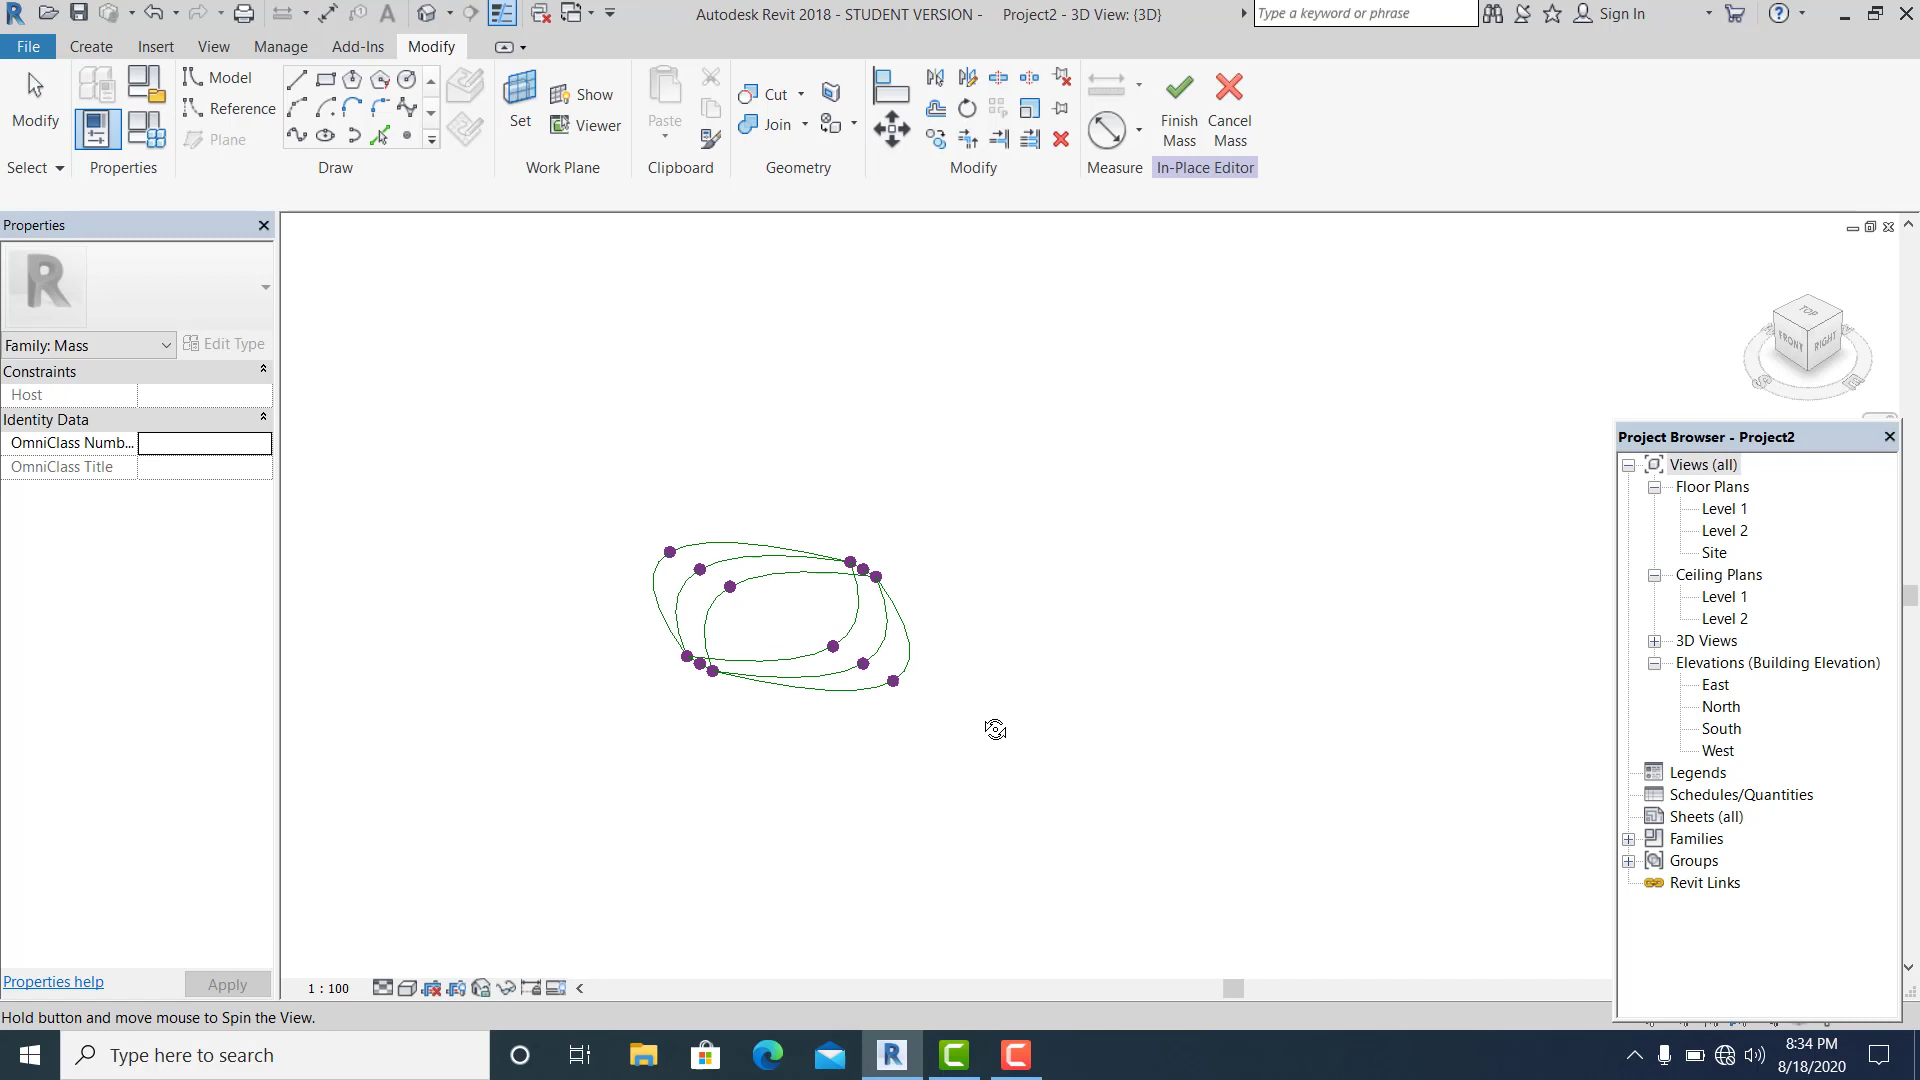 Autodesk Revit 2018 - STUDENT VERSION - Project2 - 3D View: {3D}
Type a keyword or phrase
Sign In
File Create Insert View Manage Add-Ins Modify
Modify
Model
Reference
Plane
Set
Show
Viewer
Paste
Cut
Join
Finish Mass
Cancel Mass
Select Properties Draw Work Plane Clipboard Geometry Modify Measure In-Place Editor
Properties
Family: Mass Edit Type
Constraints
Host
Identity Data
OmniClass Numb...
OmniClass Title
Properties help Apply
TOP
FRONT RIGHT
S E
Project Browser - Project2
Views (all)
Floor Plans
Level 1
Level 2
Site
Ceiling Plans
Level 1
Level 2
3D Views
Elevations (Building Elevation)
East
North
South
West
Legends
Schedules/Quantities
Sheets (all)
Families
Groups
Revit Links
1 : 100
Hold button and move mouse to Spin the View.
Type here to search
8:34 PM
8/18/2020